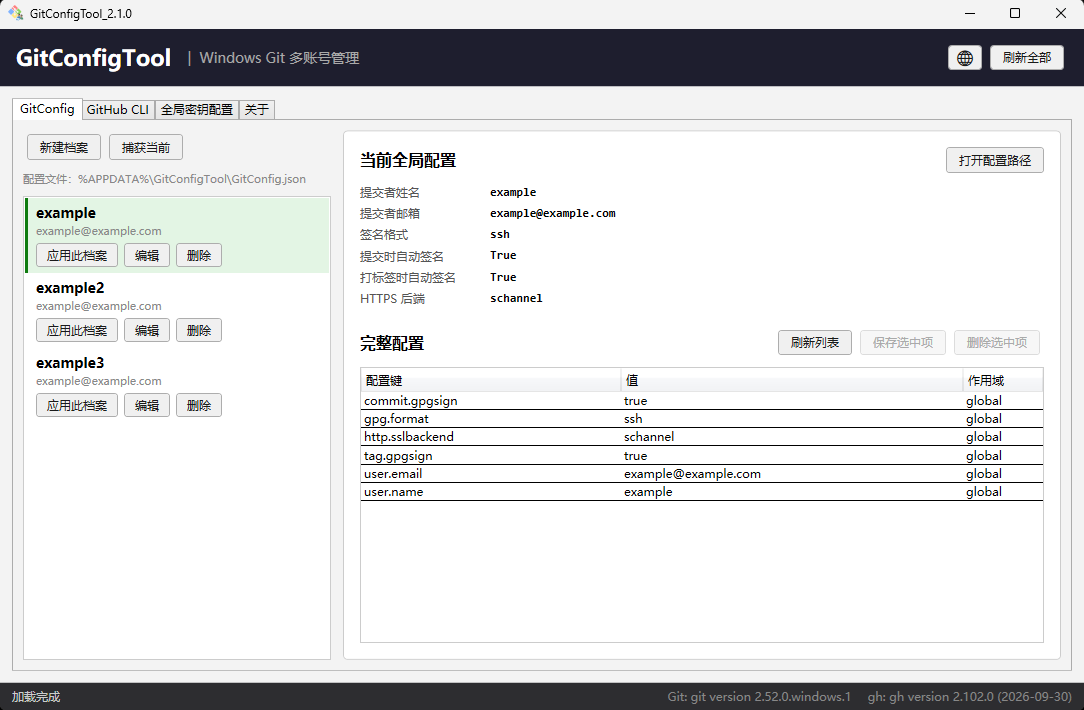 GitConfigTool_2.1.0
GitConfigTool | Windows Git 多账号管理
刷新全部
GitConfig GitHub CLI 全局密钥配置 关于
新建档案 捕获当前
配置文件: %APPDATA%\GitConfigTool\GitConfig.json
example
example@example.com
应用此档案 编辑 删除
example2
example@example.com
应用此档案 编辑 删除
example3
example@example.com
应用此档案 编辑 删除
当前全局配置 打开配置路径
提交者姓名 example
提交者邮箱 example@example.com
签名格式 ssh
提交时自动签名 True
打标签时自动签名 True
HTTPS 后端 schannel
完整配置 刷新列表 保存选中项 删除选中项
配置键 值 作用域
commit.gpgsign true global
gpg.format ssh global
http.sslbackend schannel global
tag.gpgsign true global
user.email example@example.com global
user.name example global
加载完成 Git: git version 2.52.0.windows.1 gh: gh version 2.102.0 (2026-09-30)